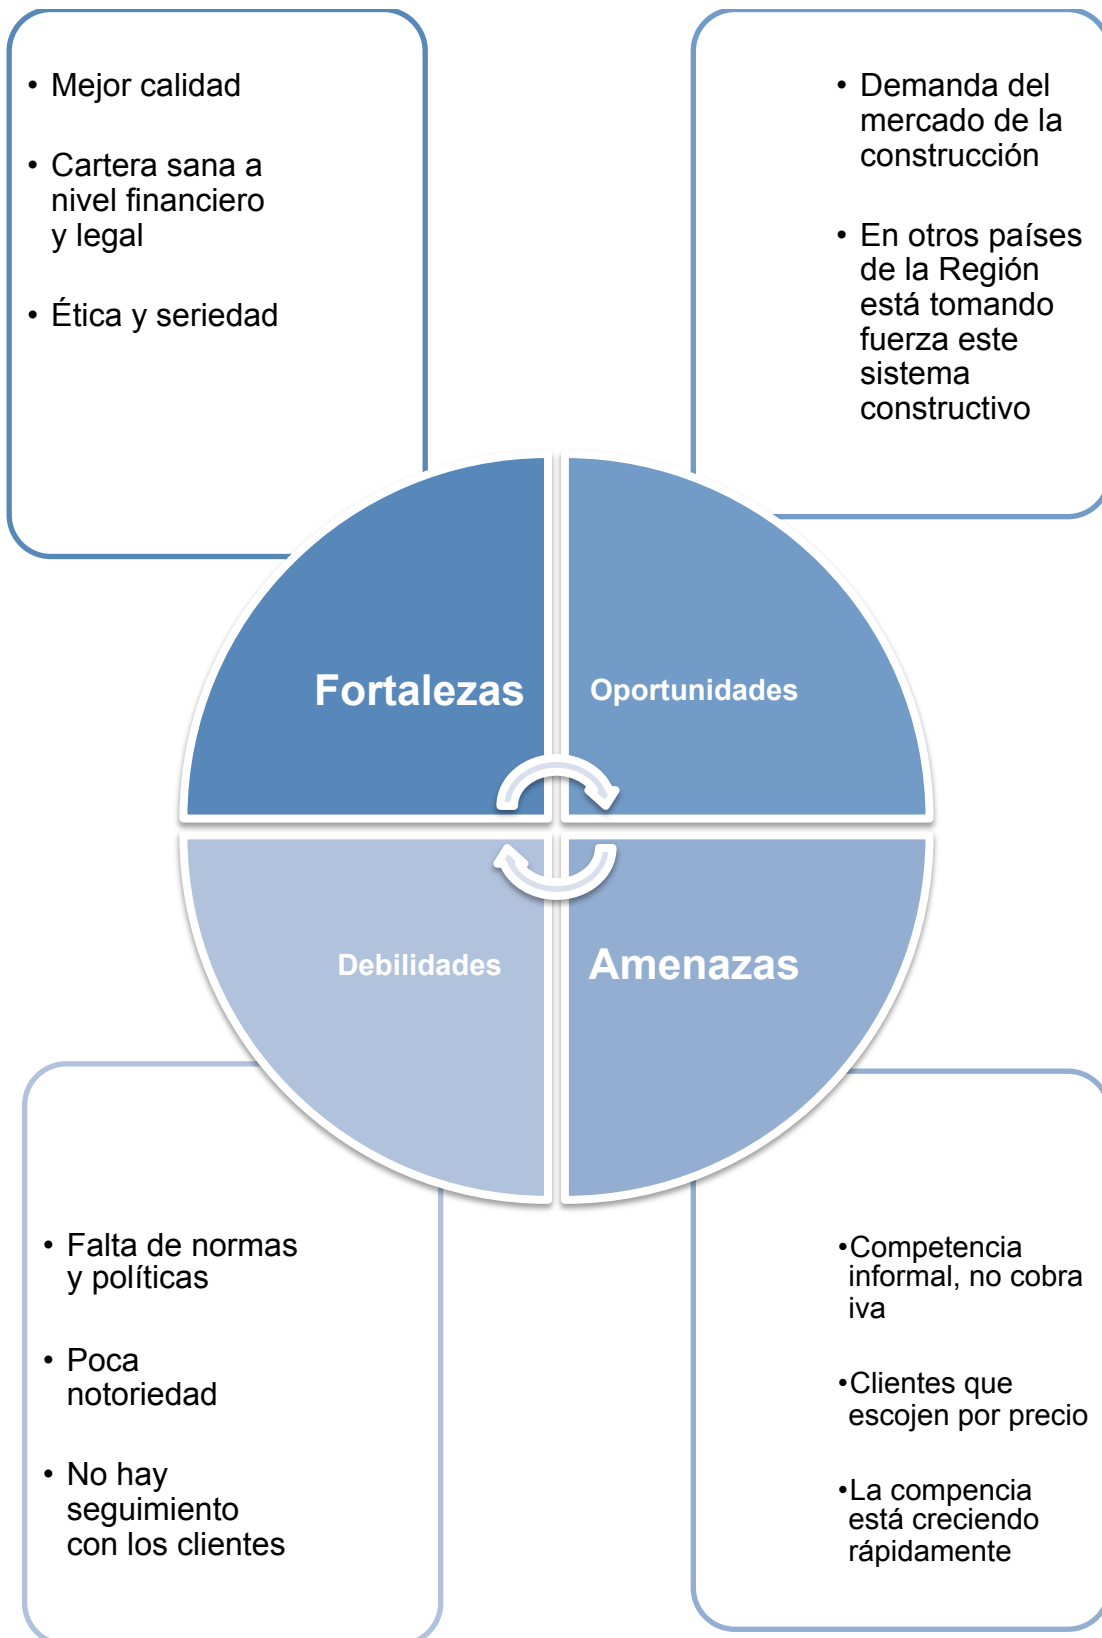 • Mejor calidad
• Cartera sana a
nivel financiero
y legal
• Ética y seriedad
• Demanda del
mercado de la
construcción
• En otros países
de la Región
está tomando
fuerza este
sistema
constructivo
Fortalezas
Oportunidades
Debilidades
Amenazas
• Falta de normas
y políticas
• Poca
notoriedad
• No hay
seguimiento
con los clientes
•Competencia
informal, no cobra
iva
•Clientes que
escojen por precio
•La compencia
está creciendo
rápidamente